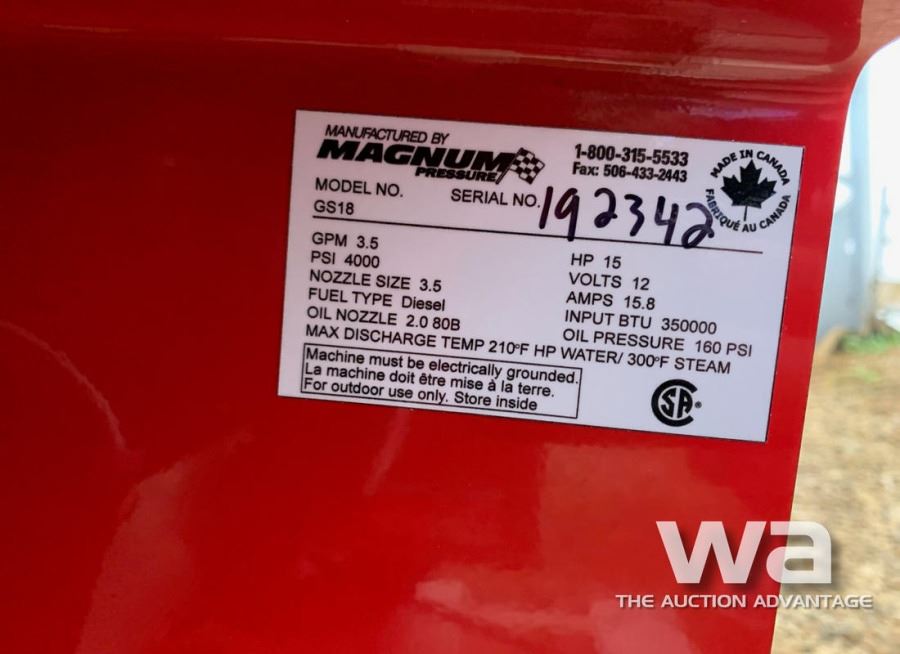 MANUFACTURED BY
MAGNUM
PRESSURE
1-800-315-5533
Fax: 506-433-2443
MADE IN CANADA
FABRIQUÉ AU CANADA
MODEL NO.
GS18
SERIAL NO. 192342
GPM 3.5
PSI 4000
NOZZLE SIZE 3.5
FUEL TYPE Diesel
OIL NOZZLE 2.0 80B
HP 15
VOLTS 12
AMPS 15.8
INPUT BTU 350000
OIL PRESSURE 160 PSI
MAX DISCHARGE TEMP 210°F HP WATER/ 300°F STEAM
Machine must be electrically grounded.
La machine doit être mise à la terre.
For outdoor use only. Store inside
CSA®
wa
THE AUCTION ADVANTAGE